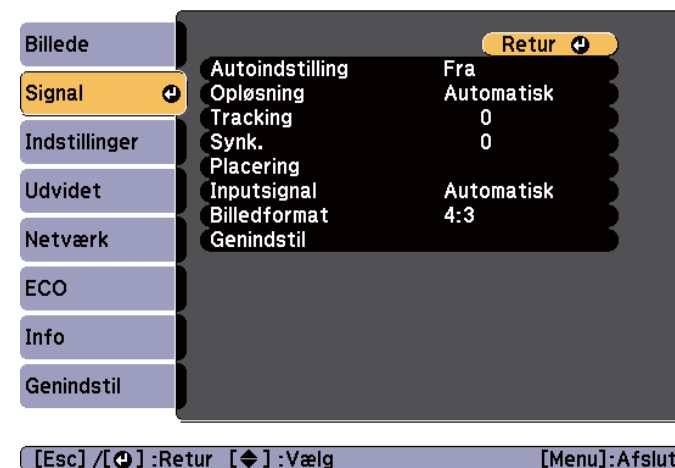 Billede
Signal
Indstillinger
Udvidet
Netværk
ECO
Info
Genindstil
Retur
Autoindstilling Fra
Opløsning Automatisk
Tracking 0
Synk. 0
Placering
Inputsignal Automatisk
Billedformat 4:3
Genindstil
[Esc] /[ ] :Retur [ ] :Vælg [Menu]:Afslut